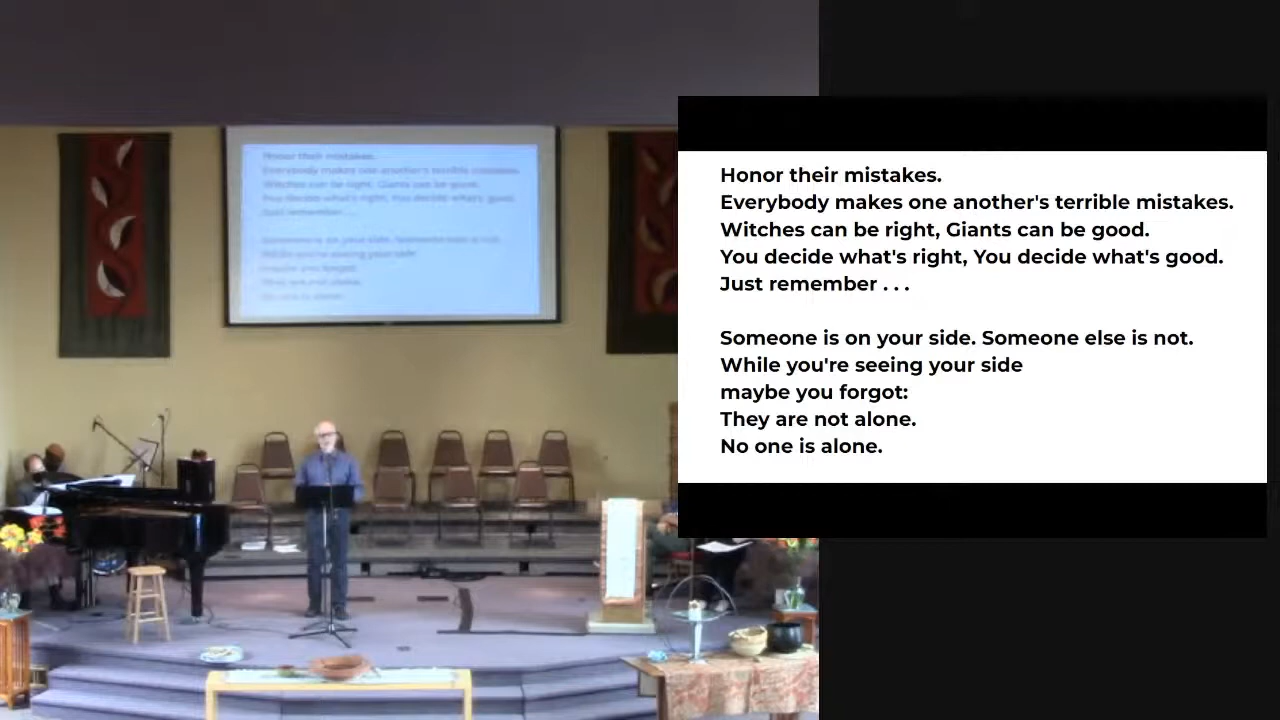 Honor their mistakes.
Everybody makes one another's terrible mistakes.
Witches can be right, Giants can be good.
You decide what's right, You decide what's good.
Just remember . . .
Someone is on your side. Someone else is not.
While you're seeing your side
maybe you forgot:
They are not alone.
No one is alone.